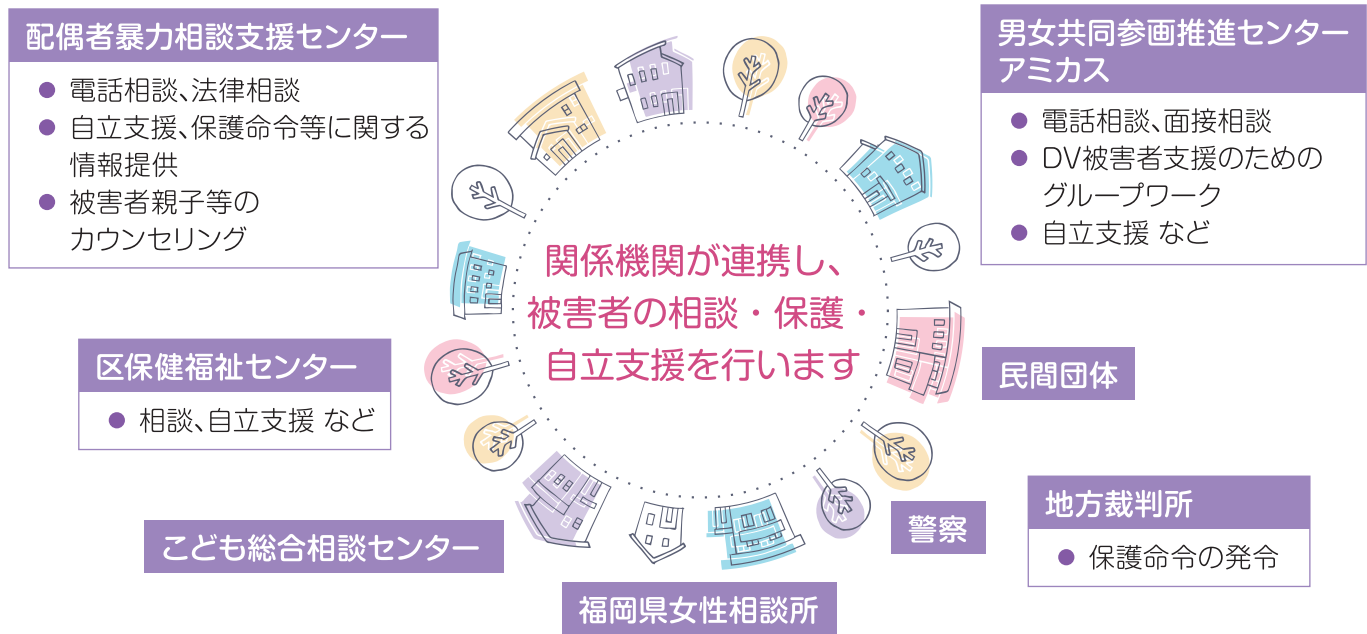 配偶者暴力相談支援センター
● 電話相談、法律相談
● 自立支援、保護命令等に関する
情報提供
● 被害者親子等の
カウンセリング
男女共同参画推進センター
アミカス
● 電話相談、面接相談
● DV被害者支援のための
グループワーク
● 自立支援 など
関係機関が連携し、
被害者の相談・保護・
自立支援を行います
区保健福祉センター
● 相談、自立支援 など
民間団体
こども総合相談センター
福岡県女性相談所
警察
地方裁判所
● 保護命令の発令